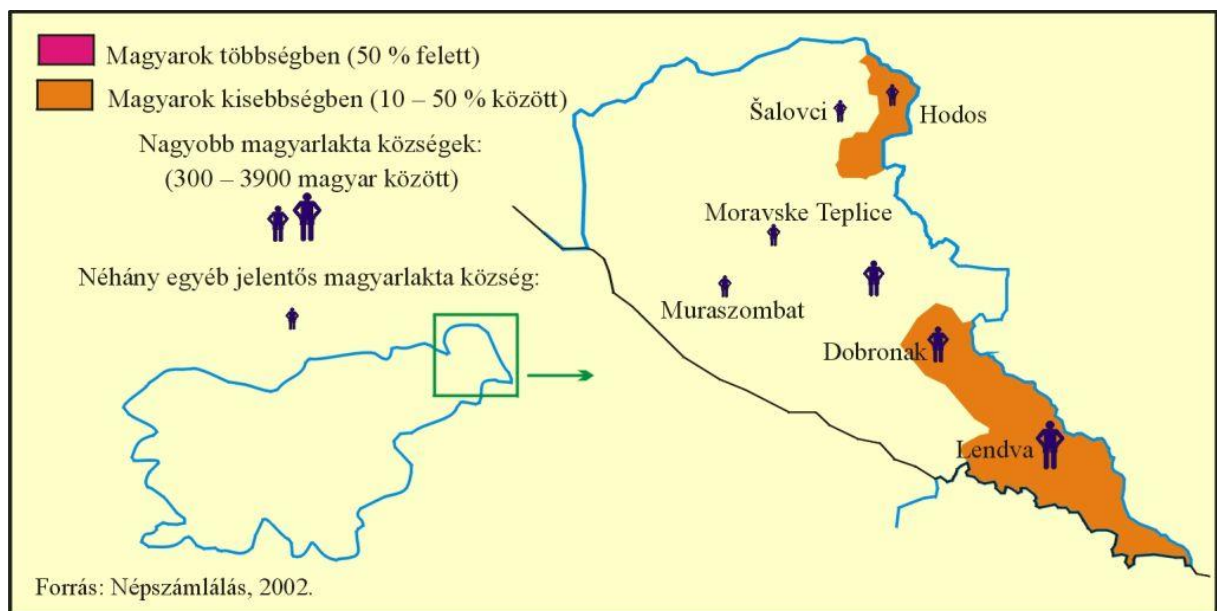 Magyarok többségben (50 % felett)
Magyarok kisebbségben (10 – 50 % között)
Nagyobb magyarlakta községek:
(300 – 3900 magyar között)
Néhány egyéb jelentős magyarlakta község:
Šalovci
Hodos
Moravske Teplice
Muraszombat
Dobronak
Lendva
Forrás: Népszámlálás, 2002.